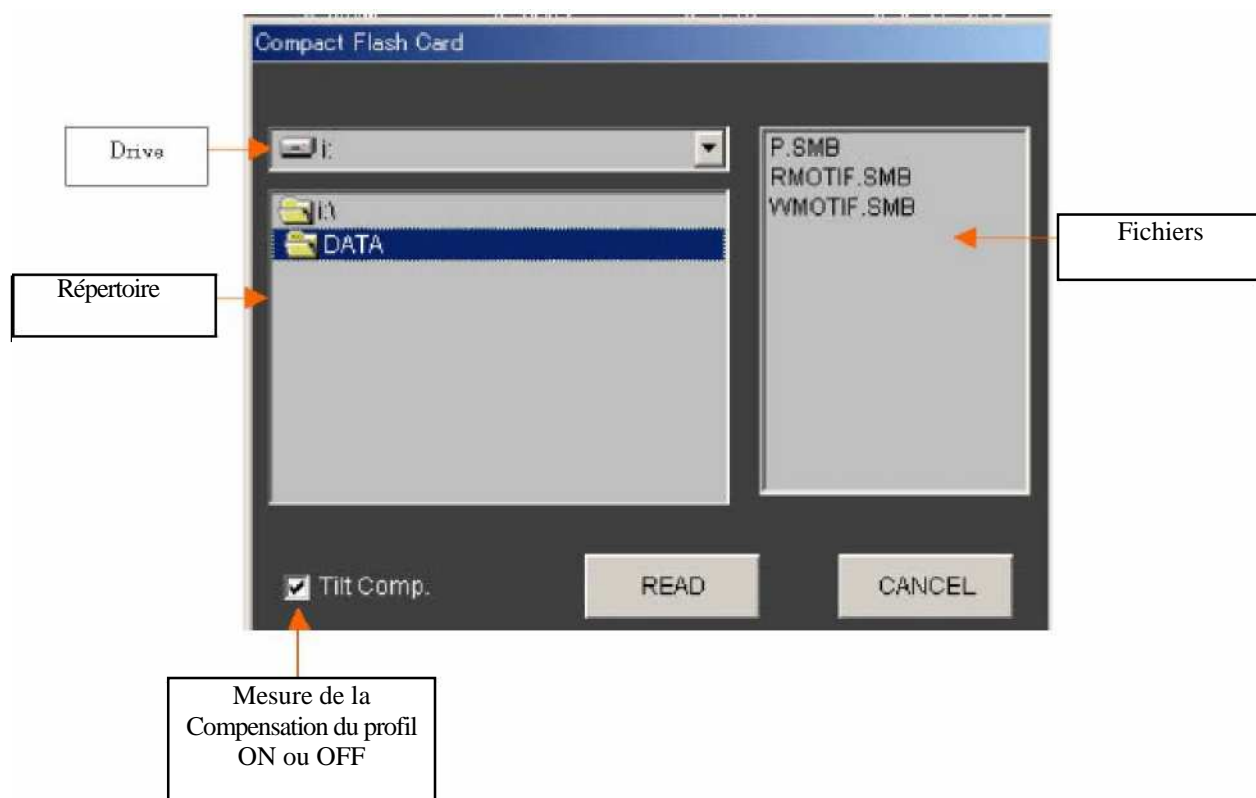 Compact Flash Card
Drive
i:
P.SMB
RMOTIF.SMB
WMOTIF.SMB
i:\
DATA
Fichiers
Répertoire
Tilt Comp.
READ
CANCEL
Mesure de la
Compensation du profil
ON ou OFF